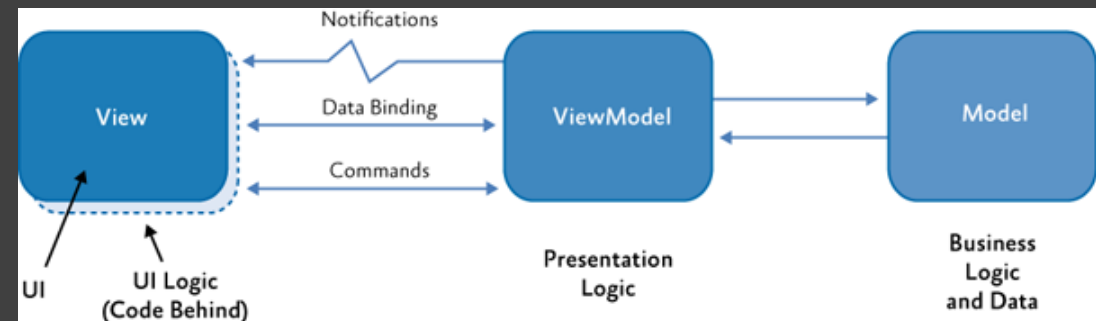 Notifications
View
Data Binding
ViewModel
Model
Commands
UI
UI Logic
(Code Behind)
Presentation
Logic
Business
Logic
and Data